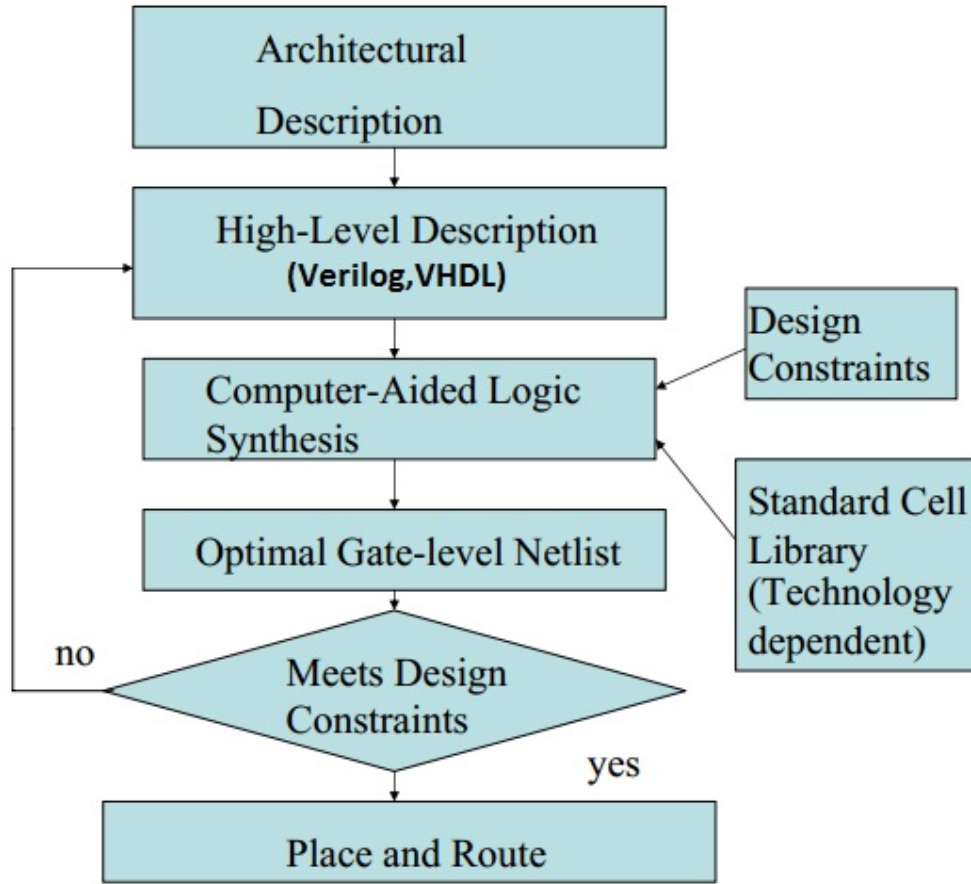 Architectural
Description
High-Level Description
(Verilog,VHDL)
Design
Constraints
Computer-Aided Logic
Synthesis
Standard Cell
Library
(Technology
dependent)
Optimal Gate-level Netlist
no
Meets Design
Constraints
yes
Place and Route